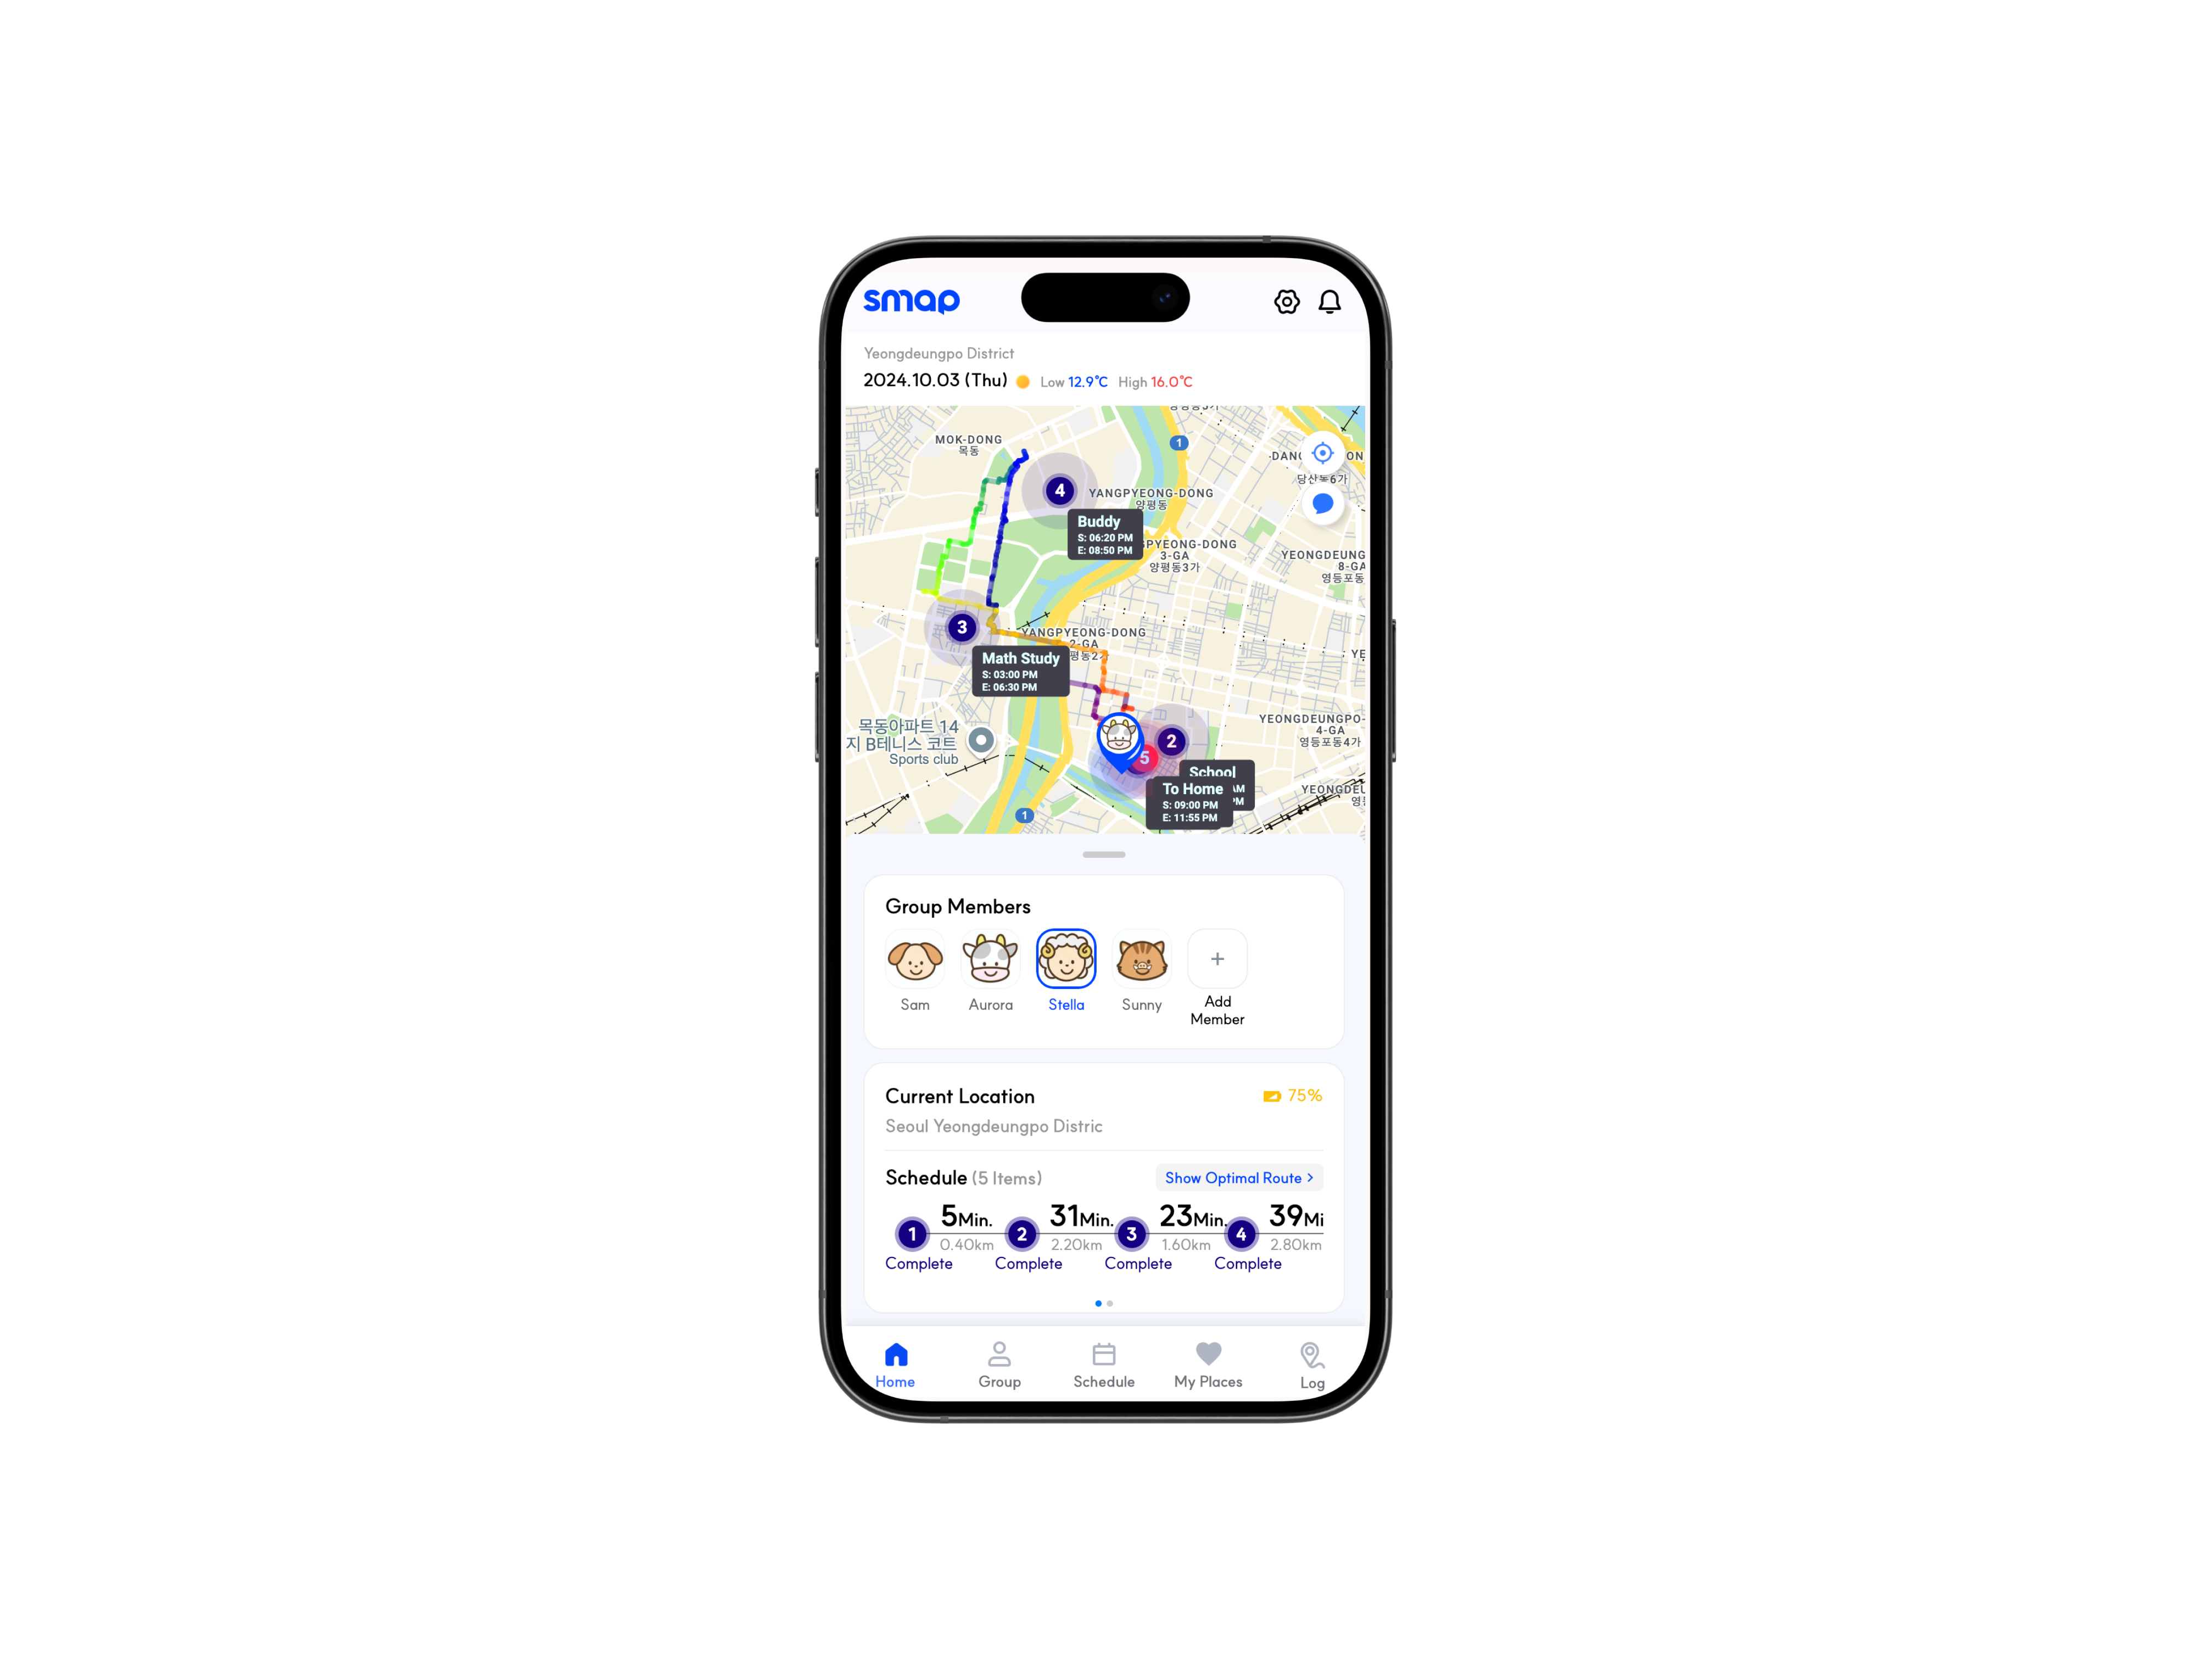 smap
Yeongdeungpo District
2024.10.03 (Thu) Low 12.9°C High 16.0°C
MOK-DONG
목동
1
당산동6가
4
YANGPYEONG-DONG
양평동
Buddy
S: 06:20 PM
E: 08:50 PM
PYEONG-DONG
3-GA
양평동3가
YEONGDEUNG
8-GA
영등포동
3
YANGPYEONG-DONG
2-GA
평동2가
YE
Math Study
S: 03:00 PM
E: 06:30 PM
목동아파트 14
지 B테니스 코트
Sports club
YEONGDEUNGPO-
4-GA
영등포동4가
2
5
School
AM
PM
To Home
S: 09:00 PM
E: 11:55 PM
YEONGDEU
1
Group Members
Sam Aurora Stella Sunny Add
Member
Current Location 75%
Seoul Yeongdeungpo Distric
Schedule (5 Items) Show Optimal Route >
5Min. 31Min. 23Min. 39Mi
1 2 3 4
0.40km 2.20km 1.60km 2.80km
Complete Complete Complete Complete
Home Group Schedule My Places Log